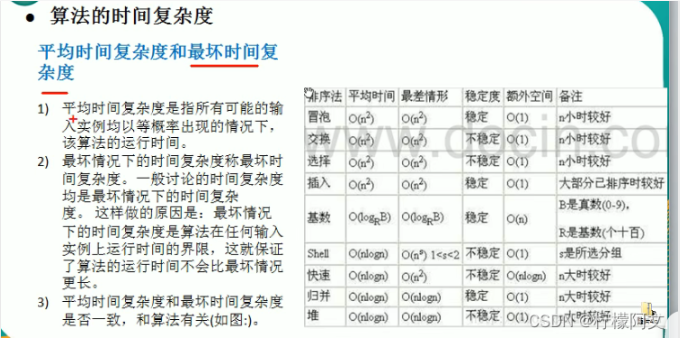 ● 算法的时间复杂度
平均时间复杂度和最坏时间复
杂度
1) 平均时间复杂度是指所有可能的输
入实例均以等概率出现的情况下，
该算法的运行时间。
2) 最坏情况下的时间复杂度称最坏时
间复杂度。一般讨论的时间复杂度
均是最坏情况下的时间复杂
度。 这样做的原因是：最坏情况
下的时间复杂度是算法在任何输入
实例上运行时间的界限，这就保证
了算法的运行时间不会比最坏情况
更长。
3) 平均时间复杂度和最坏时间复杂度
是否一致，和算法有关(如图:)。
排序法 平均时间 最差情形 稳定度 额外空间 备注
冒泡 O(n²) O(n²) 稳定 O(1) n小时较好
交换 O(n²) O(n²) 不稳定 O(1) n小时较好
选择 O(n²) O(n²) 不稳定 O(1) n小时较好
插入 O(n²) O(n²) 稳定 O(1) 大部分已排序时较好
基数 O(logRB) O(logRB) 稳定 O(n) B是真数(0-9)，
R是基数(个十百)
Shell O(nlogn) O(nˢ) 1<s<2 不稳定 O(1) s是所选分组
快速 O(nlogn) O(n²) 不稳定 O(nlogn) n大时较好
归并 O(nlogn) O(nlogn) 稳定 O(1) n大时较好
堆 O(nlogn) O(nlogn) 不稳定 O(1) n大时较好
CSDN @柠檬阿文